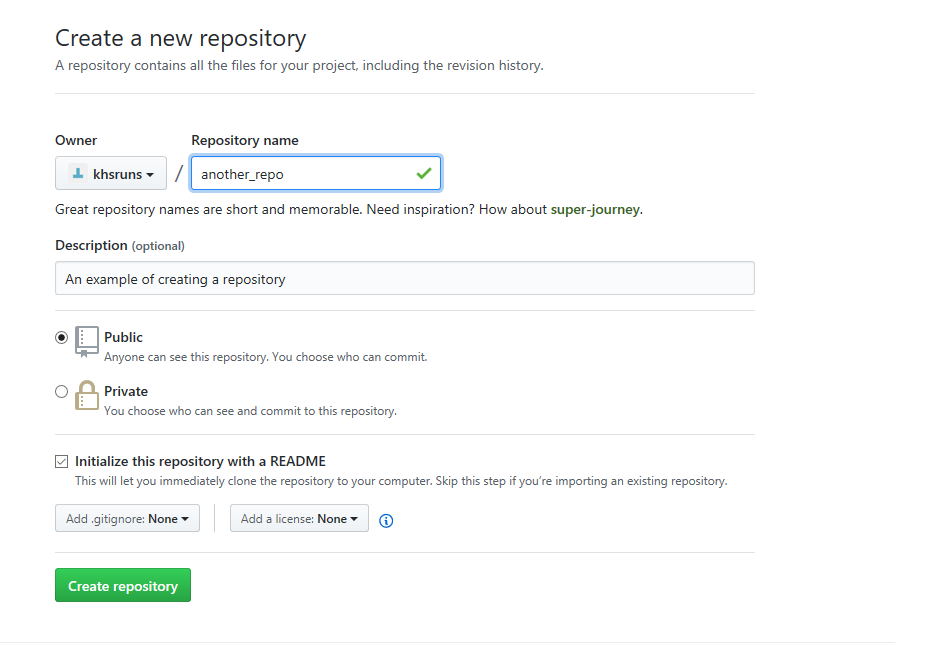 Create a new repository
A repository contains all the files for your project, including the revision history.
Owner Repository name
khsruns / another_repo
Great repository names are short and memorable. Need inspiration? How about super-journey.
Description (optional)
An example of creating a repository
Public
Anyone can see this repository. You choose who can commit.
Private
You choose who can see and commit to this repository.
Initialize this repository with a README
This will let you immediately clone the repository to your computer. Skip this step if you’re importing an existing repository.
Add .gitignore: None Add a license: None
Create repository